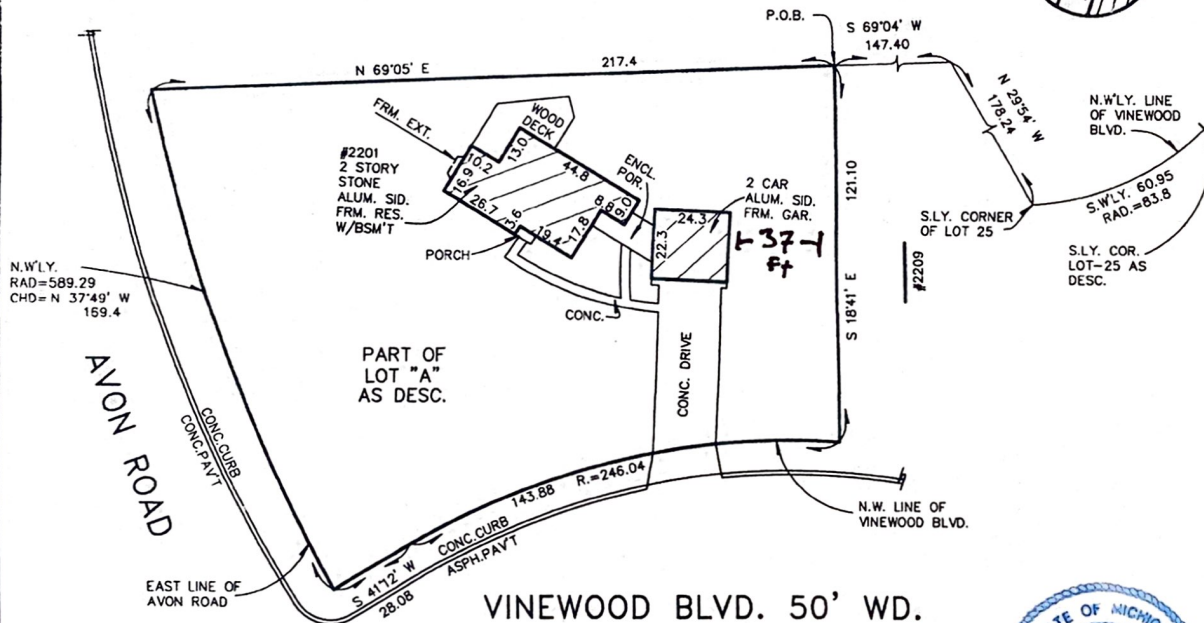 P.O.B.
S 69°04' W
147.40
N 69°05' E
217.4
N 29°54' W
178.24
N.W'LY. LINE
OF VINEWOOD
BLVD.
S.W'LY. 60.95
RAD.=83.8
S.LY. CORNER
OF LOT 25
S.LY. COR.
LOT-25 AS
DESC.
FRM. EXT.
WOOD
DECK
#2201
2 STORY
STONE
ALUM. SID.
FRM. RES.
W/BSM'T
10.2
13.0
16.9
44.8
26.7
3.6
19.4
17.8
8.8
9.0
ENCL.
POR.
2 CAR
ALUM. SID.
FRM. GAR.
24.3
22.3
37
Ft
121.10
S 18°41' E
#2209
PORCH
CONC.
CONC. DRIVE
N.W'LY.
RAD=589.29
CHD= N 37°49' W
169.4
PART OF
LOT "A"
AS DESC.
AVON ROAD
CONC.CURB
CONC.PAV'T
143.88 R.=246.04
CONC.CURB
ASPH.PAV'T
N.W. LINE OF
VINEWOOD BLVD.
EAST LINE OF
AVON ROAD
S 41°12' W
28.08
VINEWOOD BLVD. 50' WD.
TE OF MICHIG